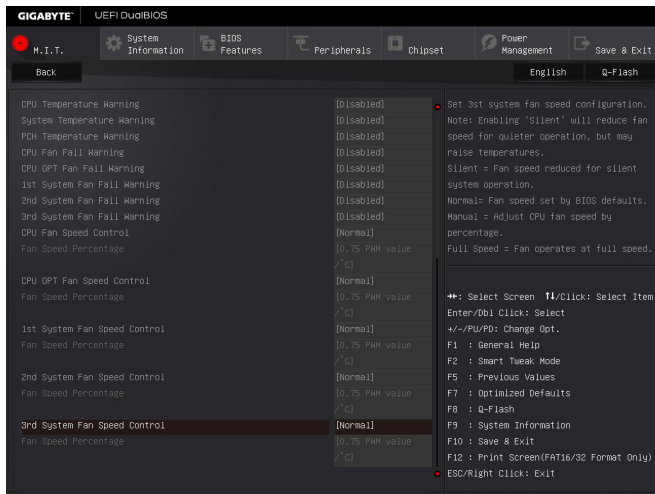 GIGABYTE™ UEFI DualBIOS
M.I.T.
System Information
BIOS Features
Peripherals
Chipset
Power Management
Save & Exit
Back
English
Q-Flash
CPU Temperature Warning [Disabled]
System Temperature Warning [Disabled]
PCH Temperature Warning [Disabled]
CPU Fan Fail Warning [Disabled]
CPU OPT Fan Fail Warning [Disabled]
1st System Fan Fail Warning [Disabled]
2nd System Fan Fail Warning [Disabled]
3rd System Fan Fail Warning [Disabled]
CPU Fan Speed Control [Normal]
Fan Speed Percentage [0.75 PWM value
/°C]
CPU OPT Fan Speed Control [Normal]
Fan Speed Percentage [0.75 PWM value
/°C]
1st System Fan Speed Control [Normal]
Fan Speed Percentage [0.75 PWM value
/°C]
2nd System Fan Speed Control [Normal]
Fan Speed Percentage [0.75 PWM value
/°C]
3rd System Fan Speed Control [Normal]
Fan Speed Percentage [0.75 PWM value
/°C]
Set 3st system fan speed configuration.
Note: Enabling 'Silent' will reduce fan
speed for quieter operation, but may
raise temperatures.
Silent = Fan speed reduced for silent
system operation.
Normal= Fan speed set by BIOS defaults.
Manual = Adjust CPU fan speed by
percentage.
Full Speed = Fan operates at full speed.
→←: Select Screen ↑↓/Click: Select Item
Enter/Dbl Click: Select
+/-/PU/PD: Change Opt.
F1 : General Help
F2 : Smart Tweak Mode
F5 : Previous Values
F7 : Optimized Defaults
F8 : Q-Flash
F9 : System Information
F10 : Save & Exit
F12 : Print Screen(FAT16/32 Format Only)
ESC/Right Click: Exit